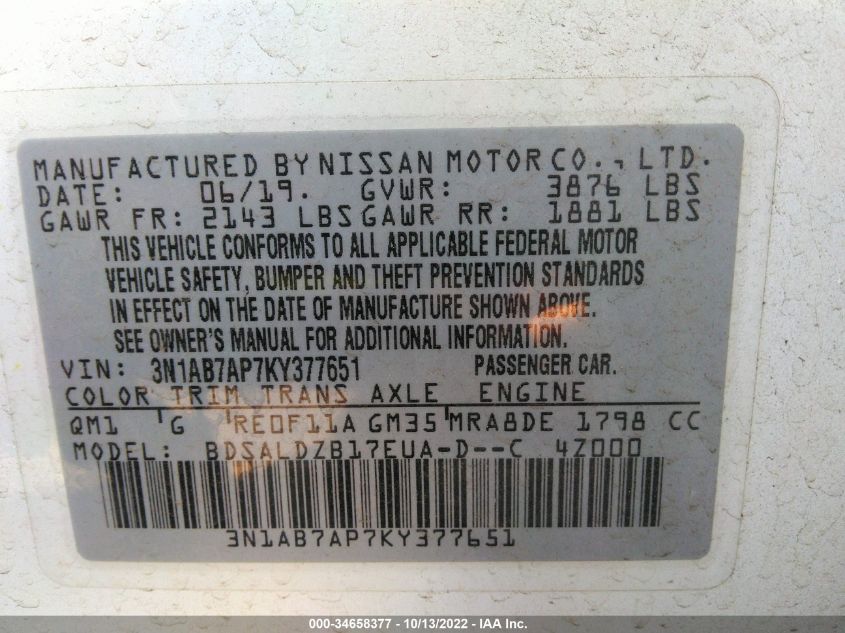 MANUFACTURED BY NISSAN MOTOR CO., LTD.
DATE: 06/19. GVWR: 3876 LBS
GAWR FR: 2143 LBS GAWR RR: 1881 LBS
THIS VEHICLE CONFORMS TO ALL APPLICABLE FEDERAL MOTOR
VEHICLE SAFETY, BUMPER AND THEFT PREVENTION STANDARDS
IN EFFECT ON THE DATE OF MANUFACTURE SHOWN ABOVE.
SEE OWNER'S MANUAL FOR ADDITIONAL INFORMATION.
VIN: 3N1AB7AP7KY377651 PASSENGER CAR.
COLOR TRIM TRANS AXLE ENGINE
QM1 'G 'RE0F11A GM35 'MRA8DE 1798 CC
MODEL: BDSALDZB17EUA-D--C 4Z000
3N1AB7AP7KY377651
000-34658377 - 10/13/2022 - IAA Inc.